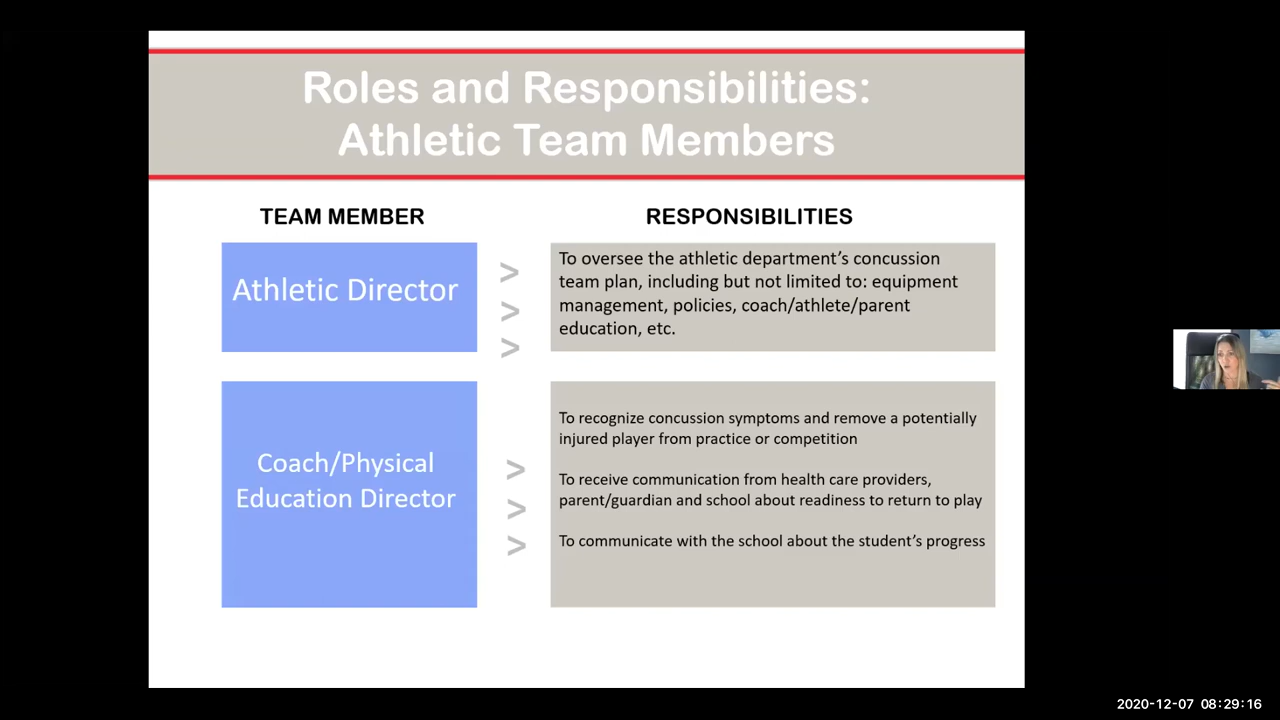 Roles and Responsibilities:
Athletic Team Members
TEAM MEMBER
RESPONSIBILITIES
Athletic Director
>
>
>
To oversee the athletic department’s concussion
team plan, including but not limited to: equipment
management, policies, coach/athlete/parent
education, etc.
Coach/Physical
Education Director
>
>
>
To recognize concussion symptoms and remove a potentially
injured player from practice or competition
To receive communication from health care providers,
parent/guardian and school about readiness to return to play
To communicate with the school about the student’s progress
2020-12-07 08:29:16